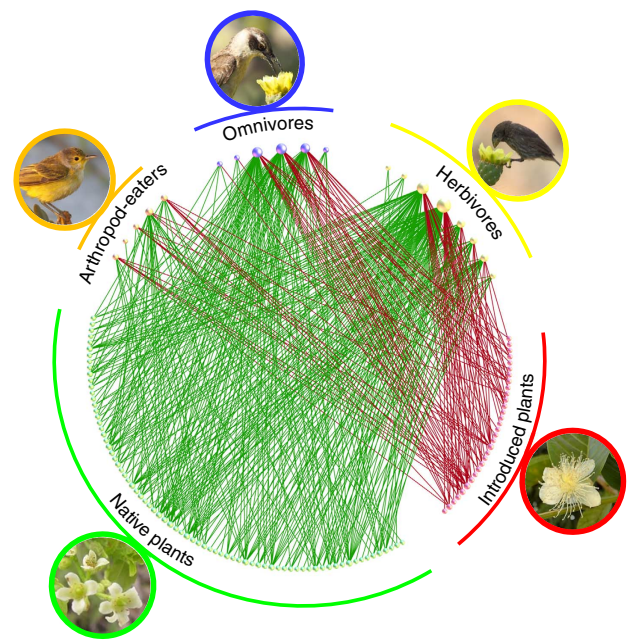 Omnivores
Herbivores
Arthropod-eaters
Introduced plants
Native plants